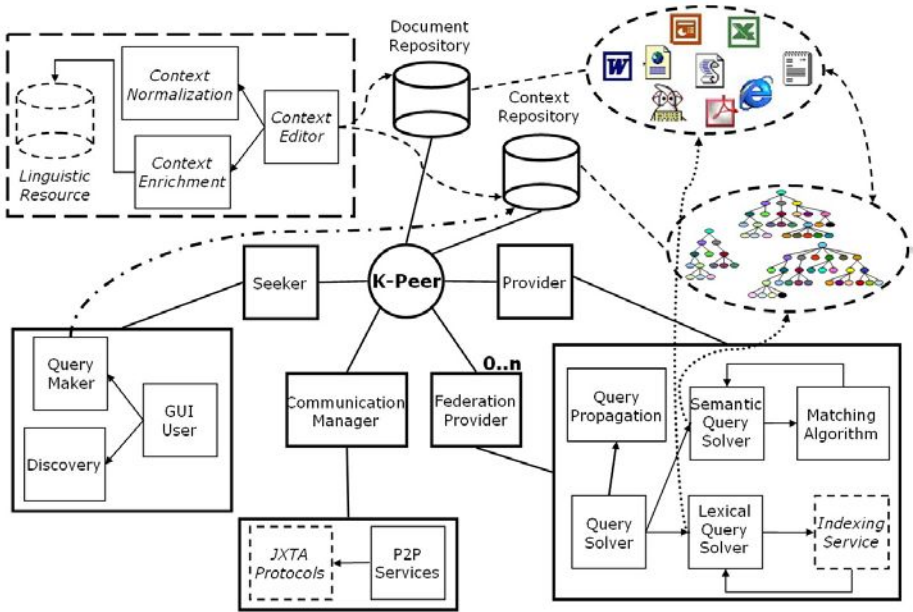 Document
Repository
Context
Normalization
Context
Repository
W
Context
Editor
Linguistic
Resource
Context
Enrichment
Seeker
K-Peer
Provider
0..n
Query
Maker
GUI
User
Discovery
Communication
Manager
Federation
Provider
Query
Propagation
Semantic
Query
Solver
Matching
Algorithm
Query
Solver
Lexical
Query
Solver
Indexing
Service
JXTA
Protocols
P2P
Services